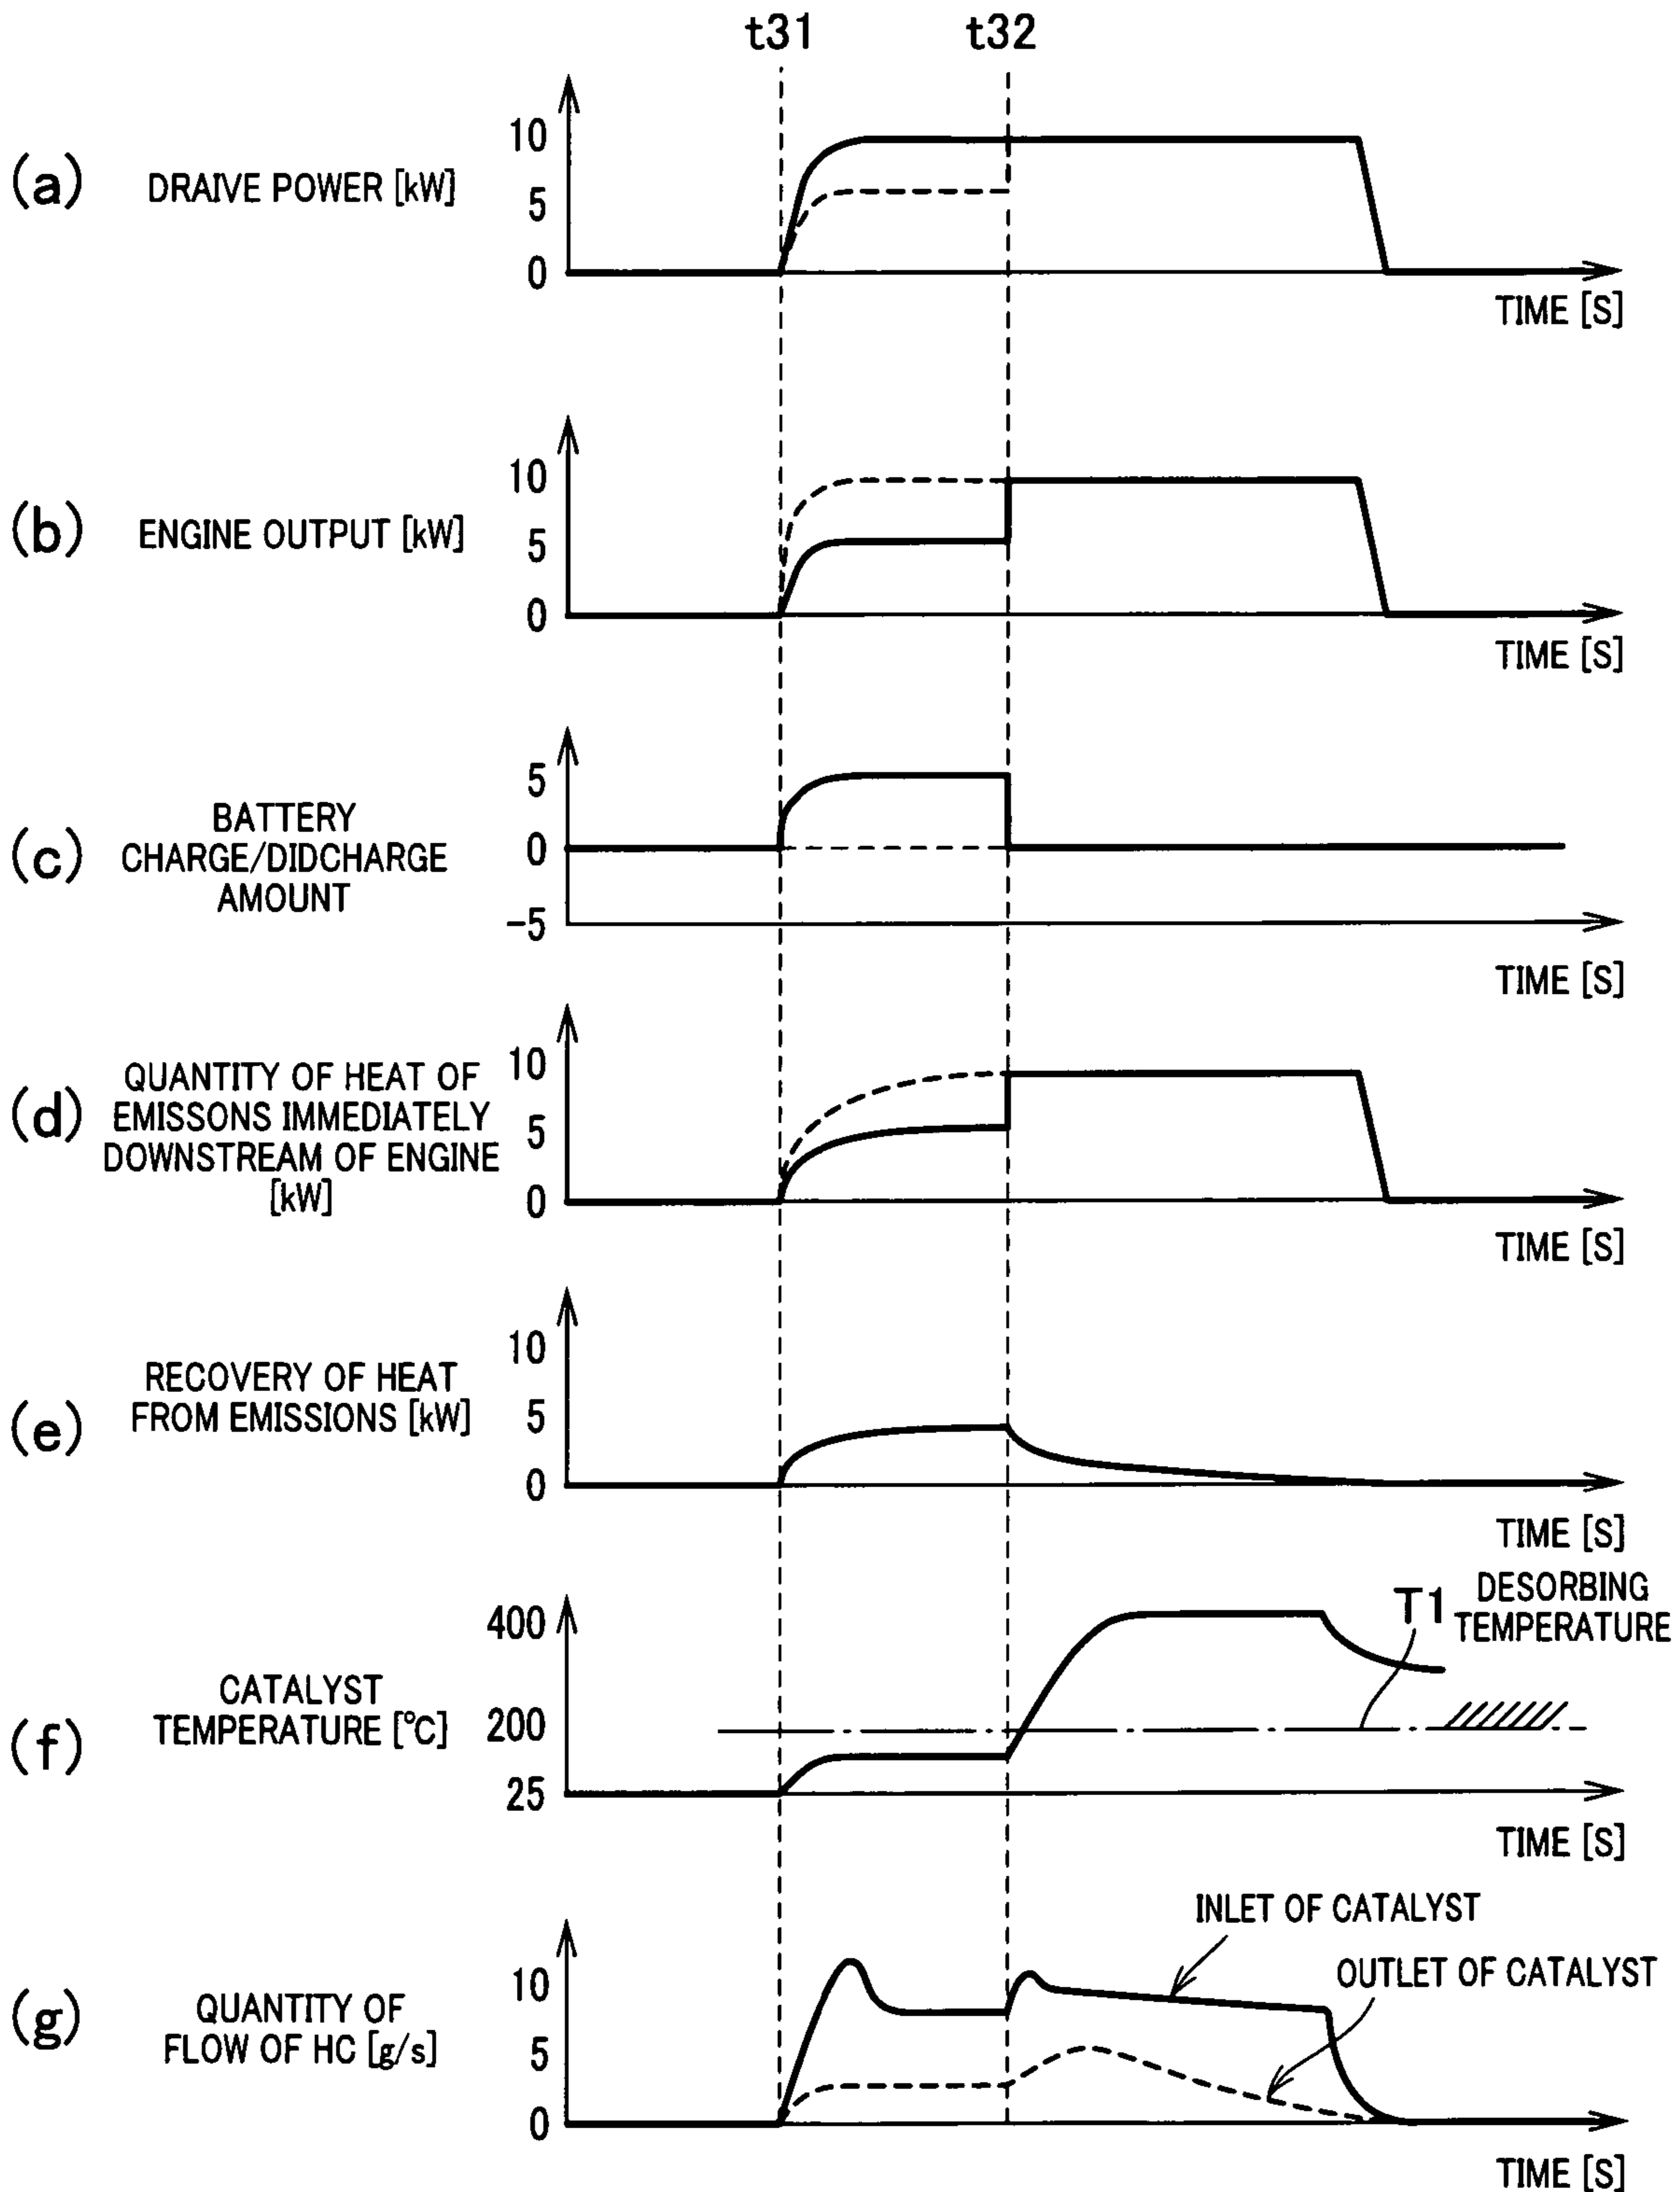 t31 t32
(a) DRAIVE POWER [kW]
10
5
0
TIME [S]
(b) ENGINE OUTPUT [kW]
10
5
0
TIME [S]
(c) BATTERY
CHARGE/DIDCHARGE
AMOUNT
5
0
-5
TIME [S]
(d) QUANTITY OF HEAT OF
EMISSONS IMMEDIATELY
DOWNSTREAM OF ENGINE
[kW]
10
5
0
TIME [S]
(e) RECOVERY OF HEAT
FROM EMISSIONS [kW]
10
5
0
TIME [S]
(f) CATALYST
TEMPERATURE [°C]
400
200
25
T1 DESORBING
TEMPERATURE
TIME [S]
(g) QUANTITY OF
FLOW OF HC [g/s]
10
5
0
INLET OF CATALYST
OUTLET OF CATALYST
TIME [S]